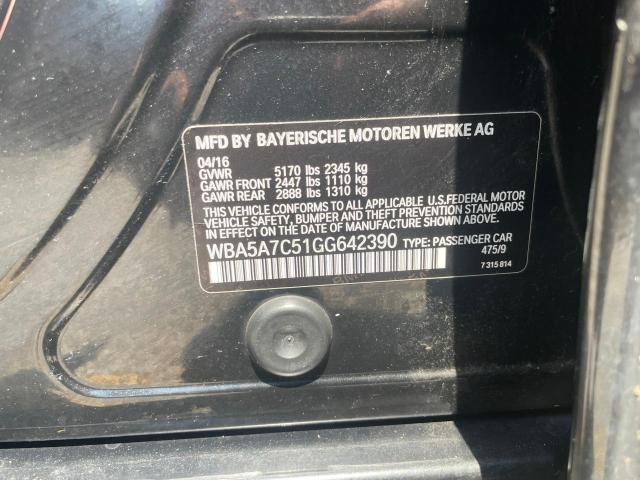 MFD BY BAYERISCHE MOTOREN WERKE AG
04/16
GVWR 5170 lbs 2345 kg
GAWR FRONT 2447 lbs 1110 kg
GAWR REAR 2888 lbs 1310 kg
THIS VEHICLE CONFORMS TO ALL APPLICABLE U.S.FEDERAL MOTOR
VEHICLE SAFETY, BUMPER AND THEFT PREVENTION STANDARDS
IN EFFECT ON THE DATE OF MANUFACTURE SHOWN ABOVE.
WBA5A7C51GG642390 TYPE: PASSENGER CAR
475/9
7 315 814